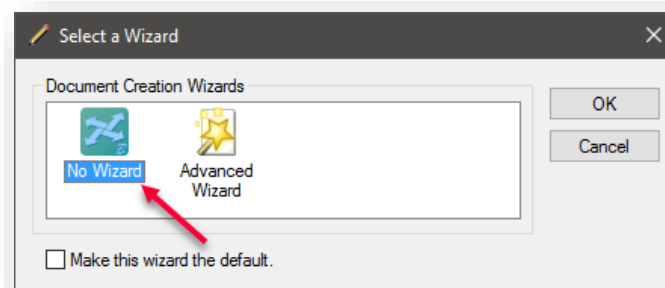 Select a Wizard
Document Creation Wizards
No Wizard
Advanced
Wizard
OK
Cancel
Make this wizard the default.